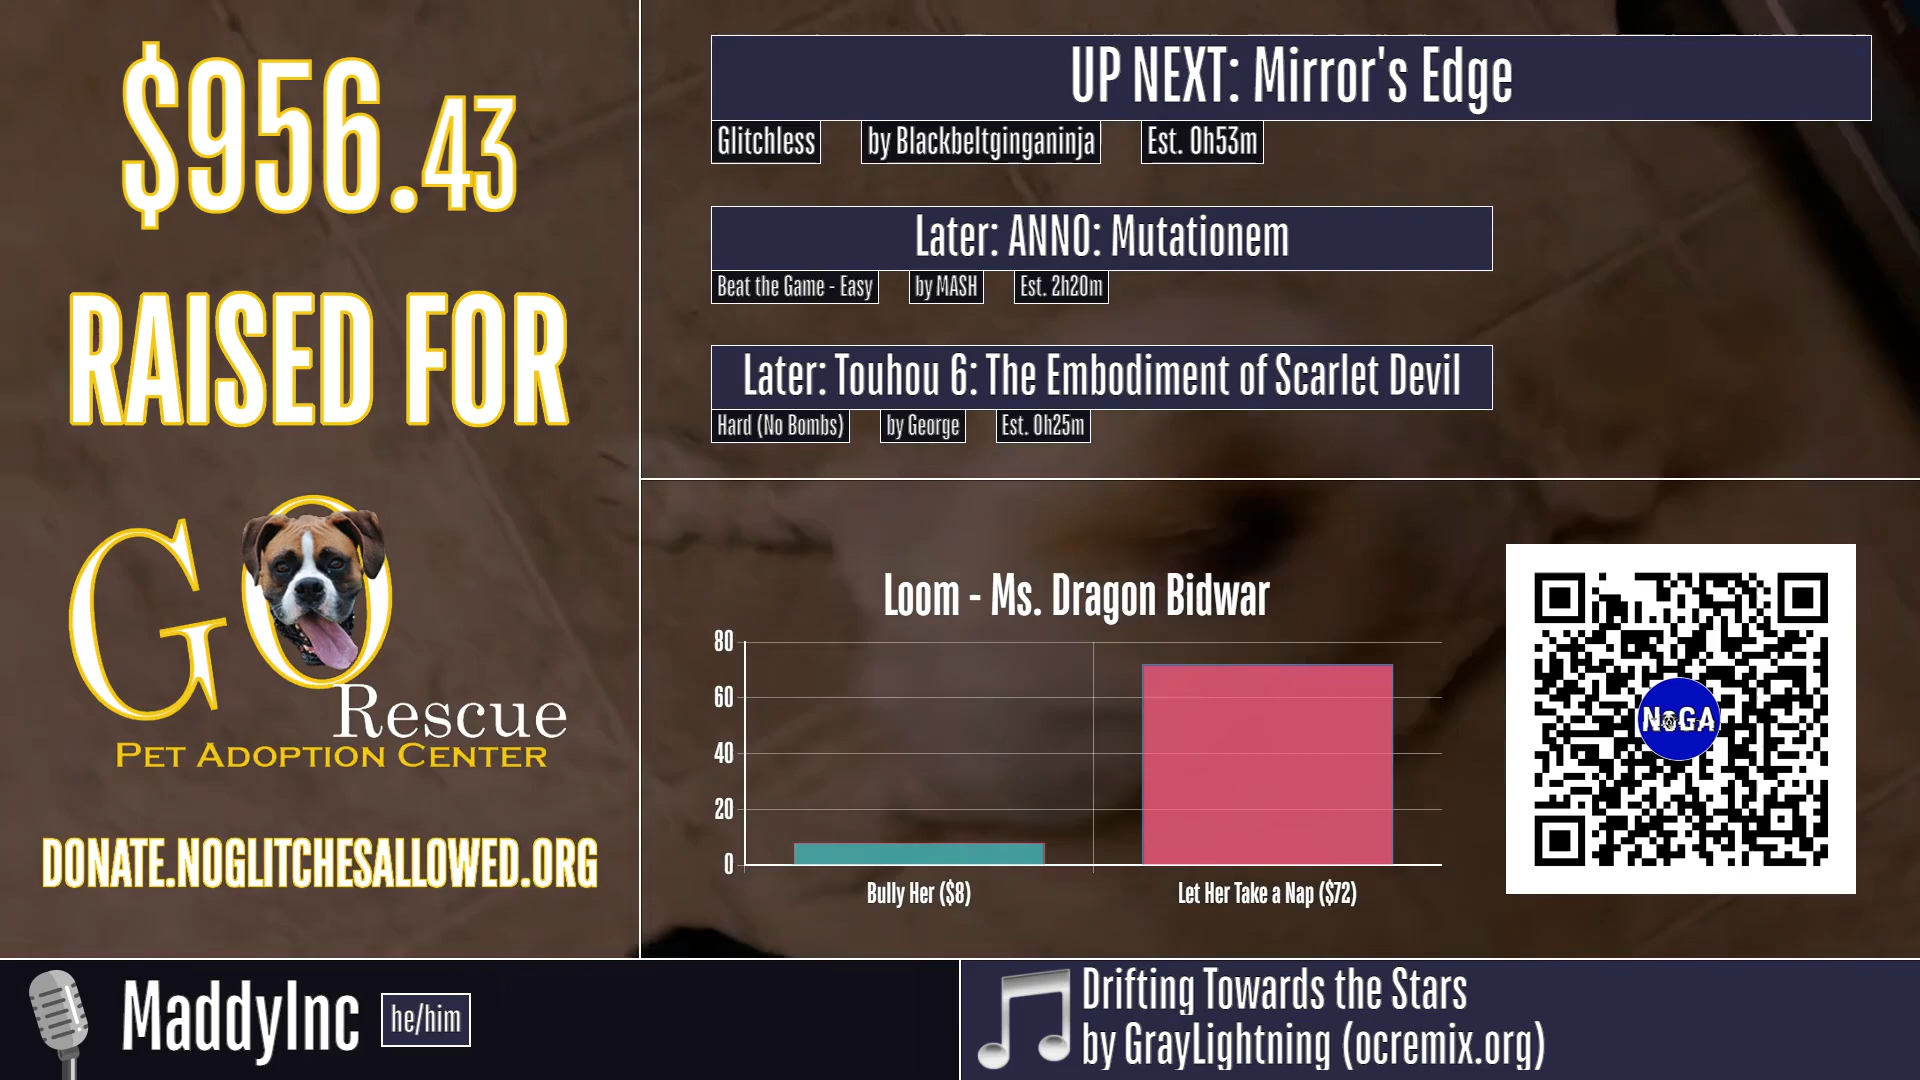 $956.43
RAISED FOR
GO
Rescue
PET ADOPTION CENTER
DONATE.NOGLITCHESALLOWED.ORG
UP NEXT: Mirror's Edge
Glitchless by Blackbeltginganinja Est. 0h53m
Later: ANNO: Mutationem
Beat the Game - Easy by MASH Est. 2h20m
Later: Touhou 6: The Embodiment of Scarlet Devil
Hard (No Bombs) by George Est. 0h25m
Loom - Ms. Dragon Bidwar
80
60
40
20
0
Bully Her ($8) Let Her Take a Nap ($72)
NoGA
MaddyInc he/him
Drifting Towards the Stars
by GrayLightning (ocremix.org)